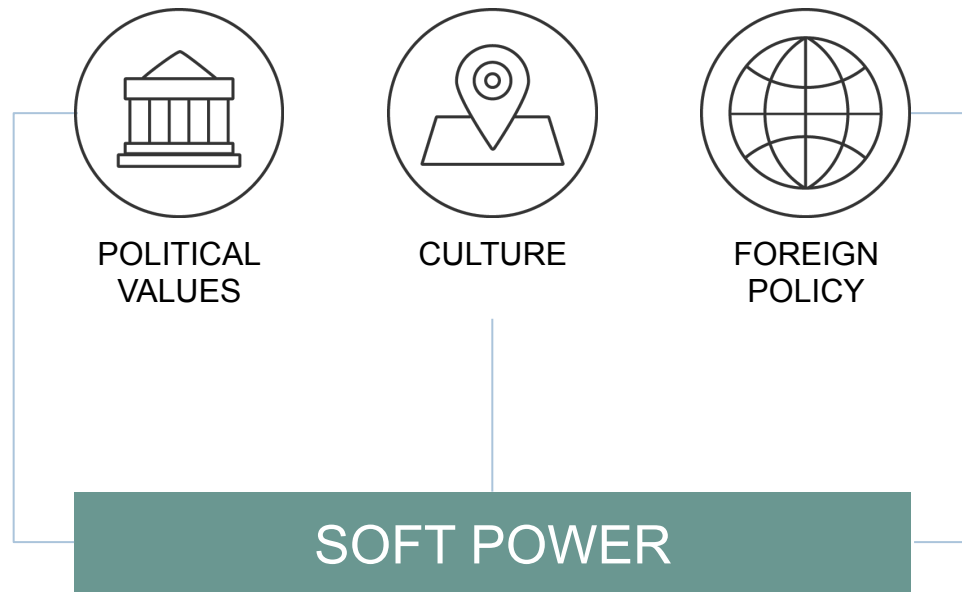 POLITICAL
VALUES
CULTURE
FOREIGN
POLICY
SOFT POWER